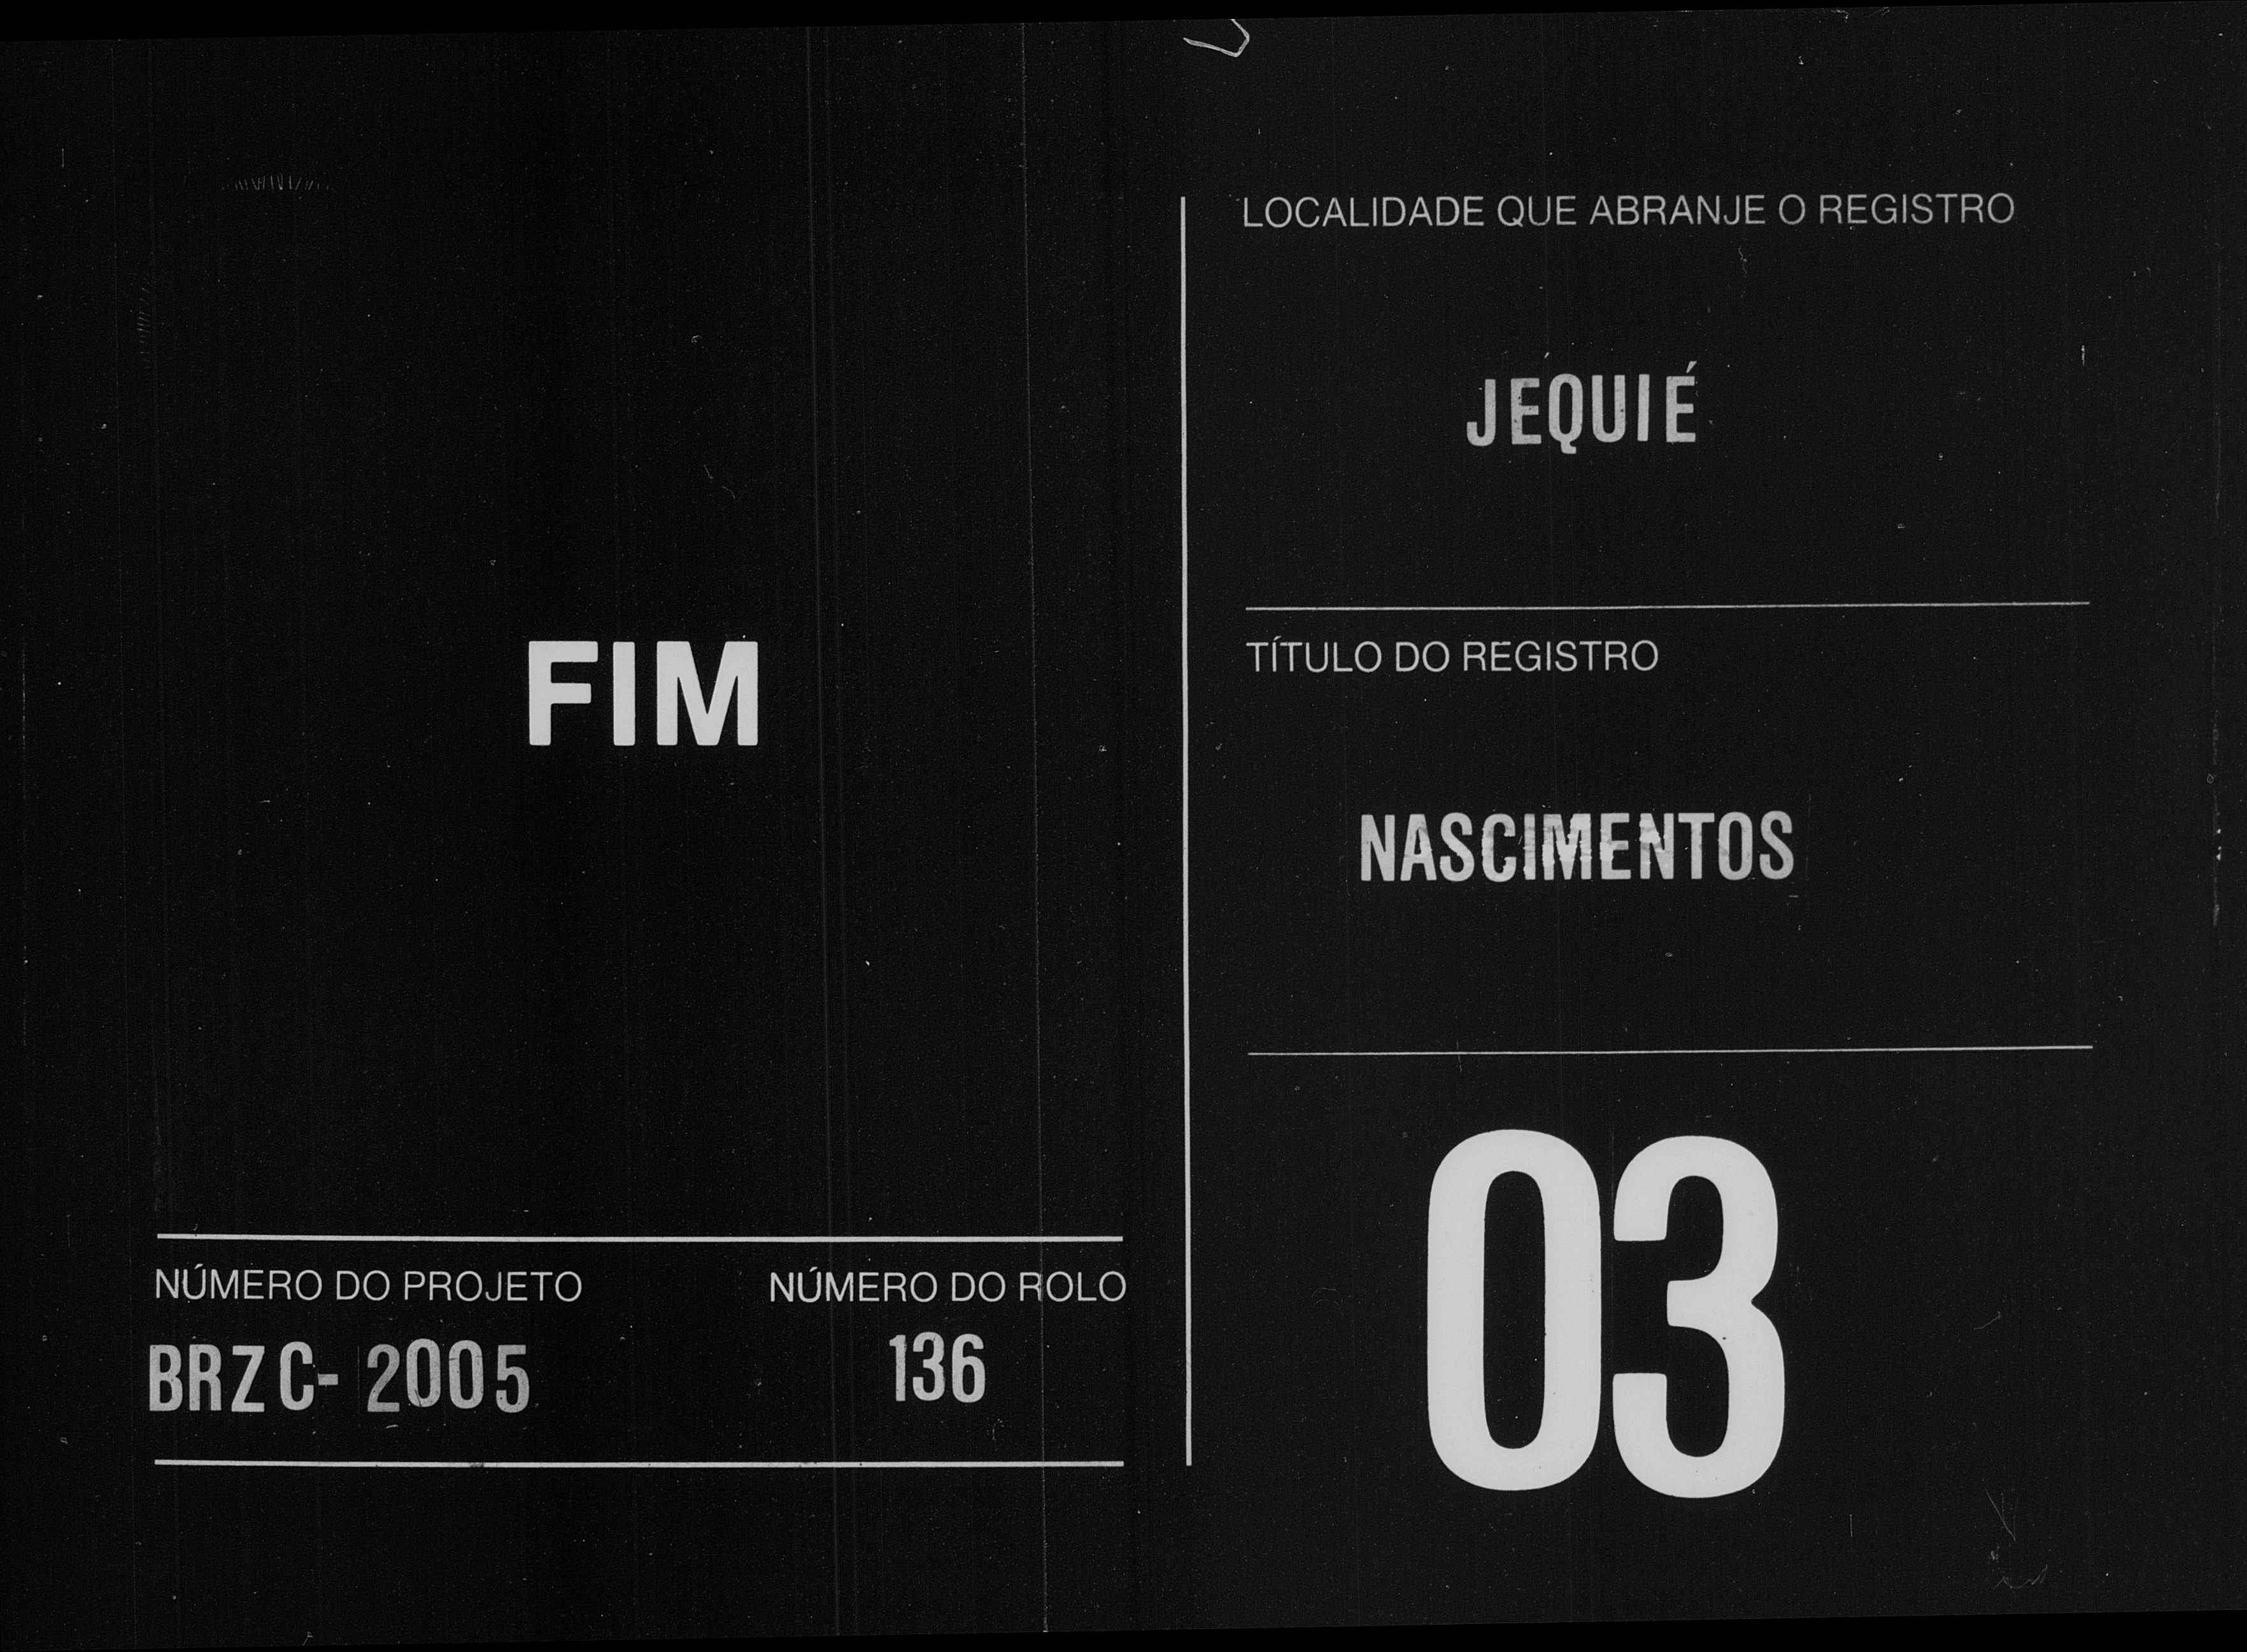 FIM
NÚMERO DO PROJETO
BRZC- 2005
NÚMERO DO ROLO
136
LOCALIDADE QUE ABRANJE O REGISTRO
JEQUIÉ
TÍTULO DO REGISTRO
NASCIMENTOS
03